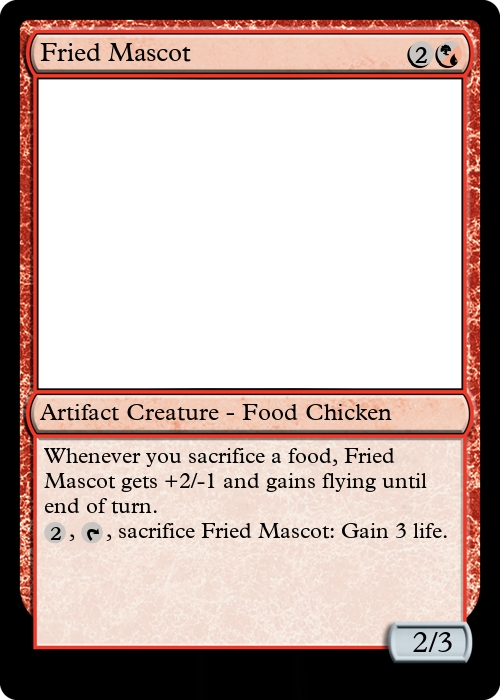 Fried Mascot 2
Artifact Creature - Food Chicken
Whenever you sacrifice a food, Fried
Mascot gets +2/-1 and gains flying until
end of turn.
2, , sacrifice Fried Mascot: Gain 3 life.
2/3